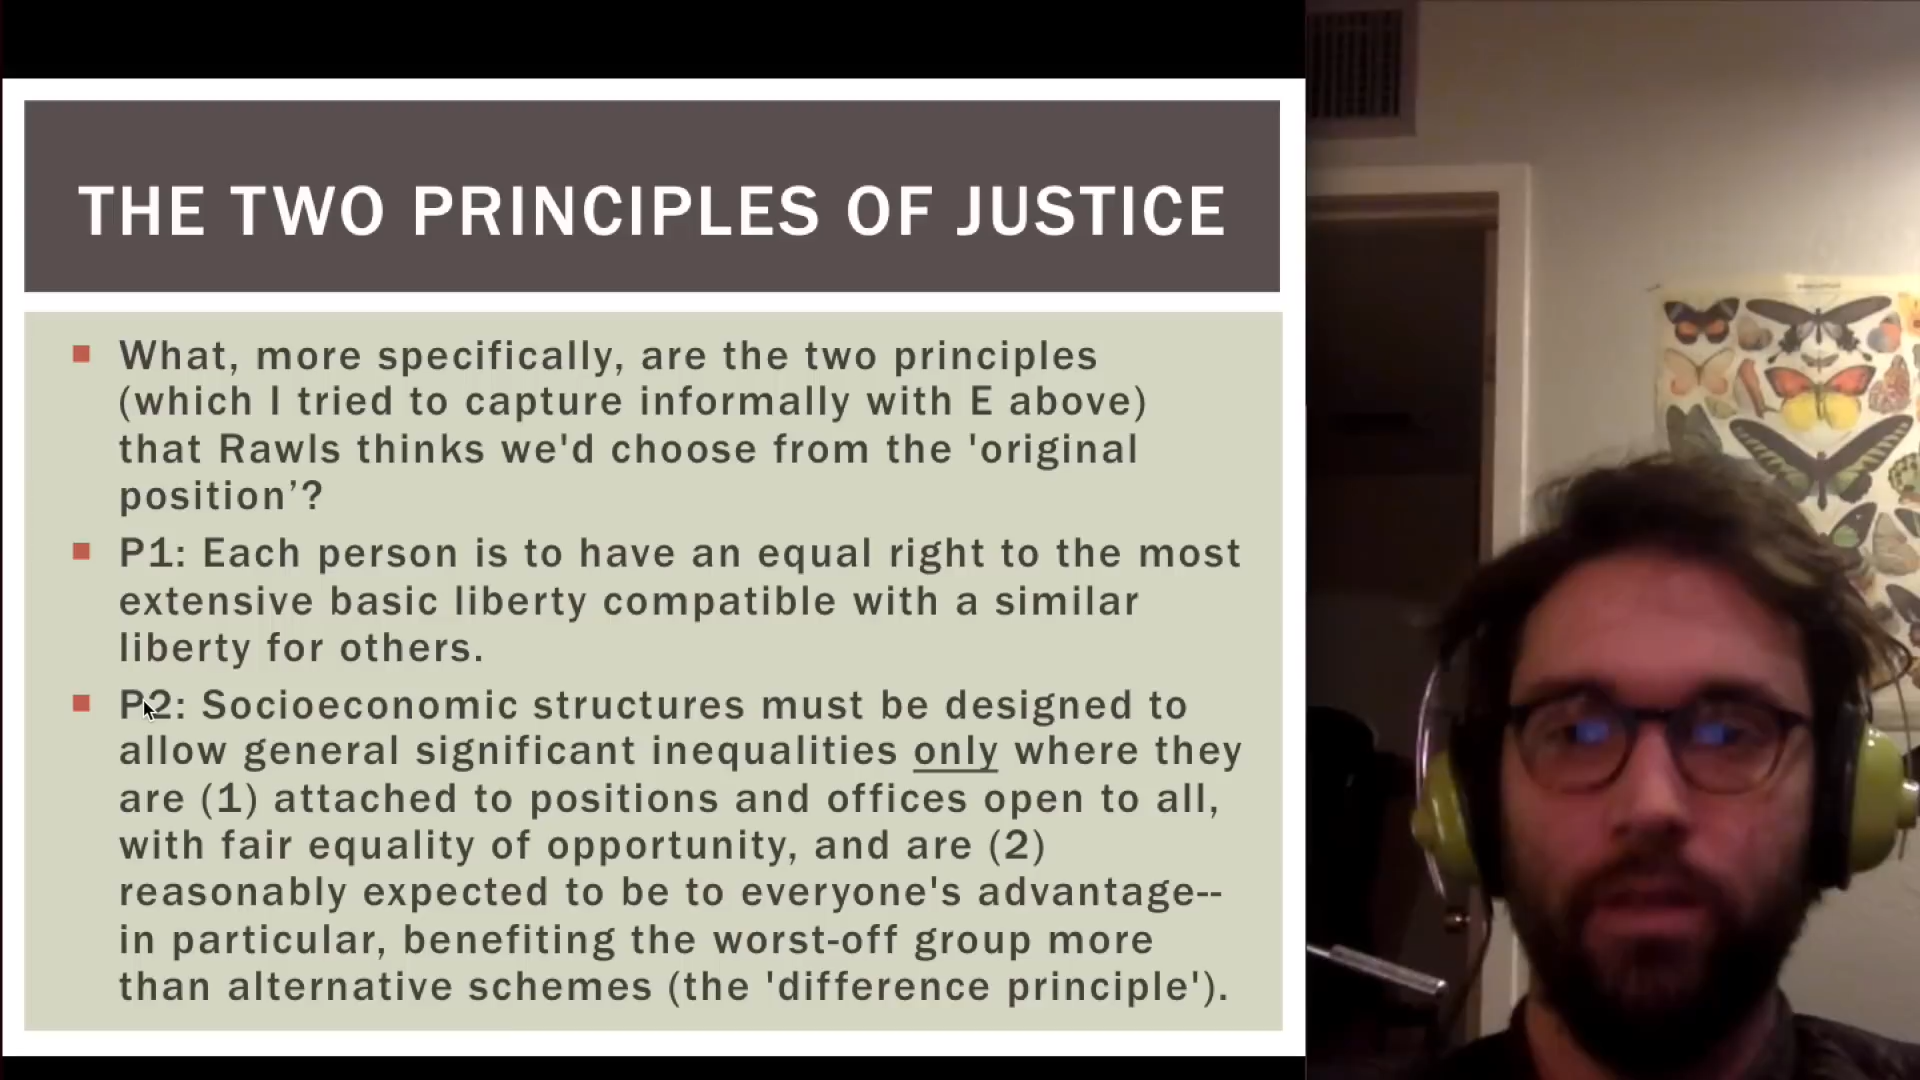 THE TWO PRINCIPLES OF JUSTICE
What, more specifically, are the two principles
(which I tried to capture informally with E above)
that Rawls thinks we'd choose from the 'original
position’?
P1: Each person is to have an equal right to the most
extensive basic liberty compatible with a similar
liberty for others.
P2: Socioeconomic structures must be designed to
allow general significant inequalities only where they
are (1) attached to positions and offices open to all,
with fair equality of opportunity, and are (2)
reasonably expected to be to everyone's advantage--
in particular, benefiting the worst-off group more
than alternative schemes (the 'difference principle').